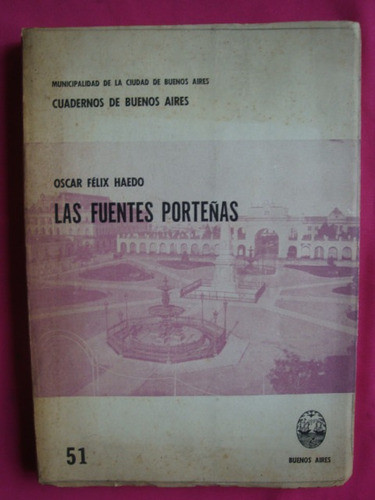 MUNICIPALIDAD DE LA CIUDAD DE BUENOS AIRES
CUADERNOS DE BUENOS AIRES
OSCAR FÉLIX HAEDO
LAS FUENTES PORTEÑAS
51
BUENOS AIRES